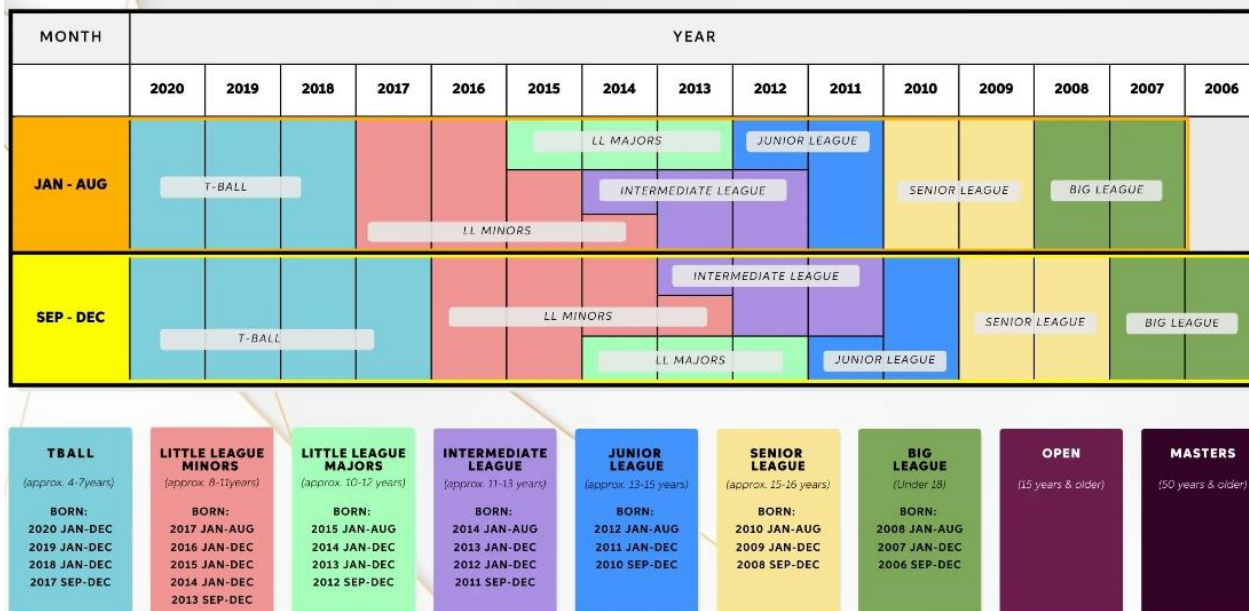 MONTH
YEAR
2020 2019 2018 2017 2016 2015 2014 2013 2012 2011 2010 2009 2008 2007 2006
JAN - AUG
LL MAJORS
JUNIOR LEAGUE
T-BALL
INTERMEDIATE LEAGUE
SENIOR LEAGUE
BIG LEAGUE
LL MINORS
SEP - DEC
INTERMEDIATE LEAGUE
LL MINORS
SENIOR LEAGUE
BIG LEAGUE
T-BALL
LL MAJORS
JUNIOR LEAGUE
TBALL
(approx. 4-7years)
BORN:
2020 JAN-DEC
2019 JAN-DEC
2018 JAN-DEC
2017 SEP-DEC
LITTLE LEAGUE
MINORS
(approx. 8-11years)
BORN:
2017 JAN-AUG
2016 JAN-DEC
2015 JAN-DEC
2014 JAN-DEC
2013 SEP-DEC
LITTLE LEAGUE
MAJORS
(approx. 10-12 years)
BORN:
2015 JAN-AUG
2014 JAN-DEC
2013 JAN-DEC
2012 SEP-DEC
INTERMEDIATE
LEAGUE
(approx. 11-13 years)
BORN:
2014 JAN-AUG
2013 JAN-DEC
2012 JAN-DEC
2011 SEP-DEC
JUNIOR
LEAGUE
(approx. 13-15 years)
BORN:
2012 JAN-AUG
2011 JAN-DEC
2010 SEP-DEC
SENIOR
LEAGUE
(approx. 15-16 years)
BORN:
2010 JAN-AUG
2009 JAN-DEC
2008 SEP-DEC
BIG
LEAGUE
(Under 18)
BORN:
2008 JAN-AUG
2007 JAN-DEC
2006 SEP-DEC
OPEN
(15 years & older)
MASTERS
(50 years & older)